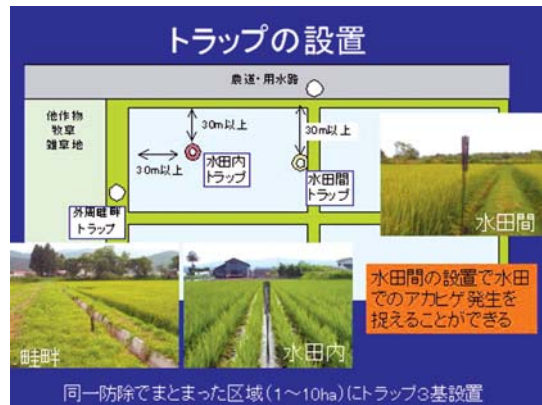 トラップの設置
農道・用水路
他作物
牧草
雑草地
30m以上
30m以上
30m以上
水田内
トラップ
水田間
トラップ
外周畦畔
トラップ
水田間
畦畔
水田内
水田間の設置で水田
でのアカヒゲ発生を
捉えることができる
同一防除でまとまった区域(1~10ha)にトラップ3基設置